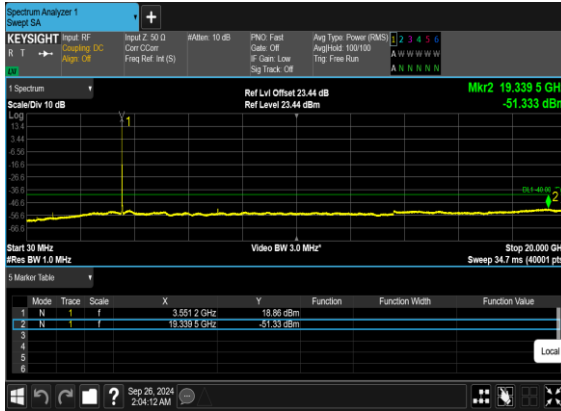 Spectrum Analyzer 1
Swept SA
+
KEYSIGHT Input: RF Input Z: 50 Ω #Atten: 10 dB PNO: Fast Avg Type: Power (RMS) 1 2 3 4 5 6
R T Coupling: DC Corr CCorr Gate: Off Avg|Hold: 100/100 A W W W W W
Align: Off Freq Ref: Int (S) IF Gain: Low Trig: Free Run
Sig Track: Off A N N N N N
1 Spectrum Ref Lvl Offset 23.44 dB Mkr2 19.339 5 GH
Scale/Div 10 dB Ref Level 23.44 dBm -51.333 dBm
Log
13.4
3.44
-6.56
-16.6
-26.6
-36.6
-46.6
-56.6
-66.6
1
DL1 -40.00
2
Start 30 MHz Video BW 3.0 MHz* Stop 20.000 GH
#Res BW 1.0 MHz Sweep 34.7 ms (40001 pts
5 Marker Table
Mode Trace Scale X Y Function Function Width Function Value
1 N 1 f 3.551 2 GHz 18.86 dBm
2 N 1 f 19.339 5 GHz -51.33 dBm
3
4
5
6
Local
? Sep 26, 2024
2:04:12 AM